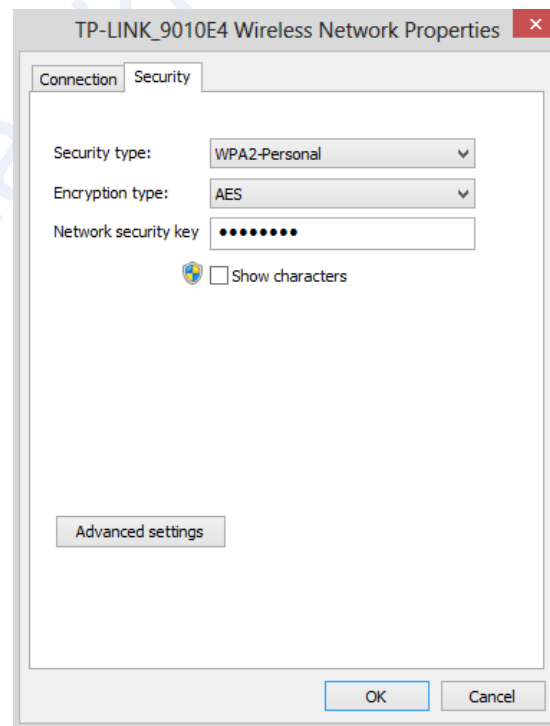 TP-LINK_9010E4 Wireless Network Properties
Connection Security
Security type: WPA2-Personal
Encryption type: AES
Network security key ••••••••
Show characters
Advanced settings
OK Cancel